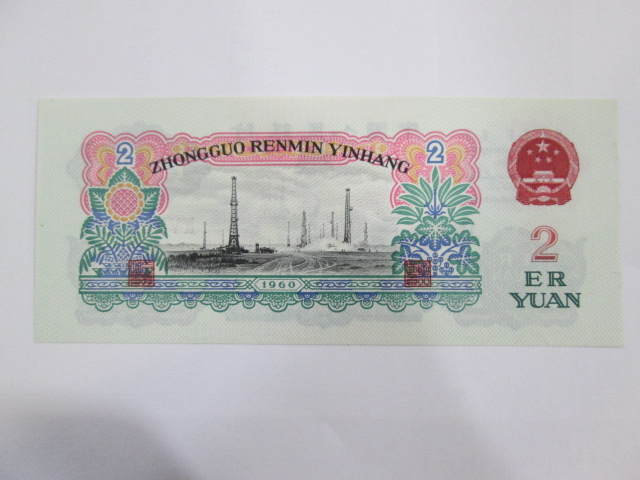 2
ZHONGGUO RENMIN YINHANG
2
2
ER
YUAN
1960